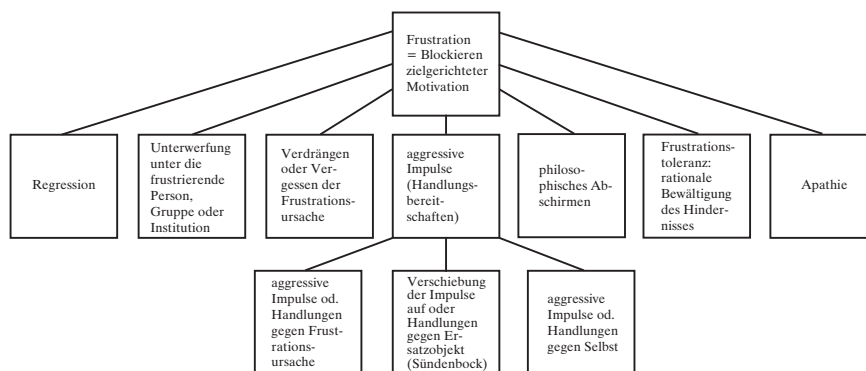 Frustration
= Blockieren
zielgerichteter
Motivation
Regression
Unterwerfung
unter die
frustrierende
Person,
Gruppe oder
Institution
Verdrängen
oder Ver-
gessen der
Frustrations-
ursache
aggressive
Impulse
(Handlungs-
bereit-
schaften)
philoso-
phisches Ab-
schirmen
Frustrations-
toleranz:
rationale
Bewältigung
des Hinder-
nisses
Apathie
aggressive
Impulse od.
Handlungen
gegen Frust-
rations-
ursache
Verschiebung
der Impulse
auf oder
Handlungen
gegen Er-
satzobjekt
(Sündenbock)
aggressive
Impulse od.
Handlungen
gegen Selbst